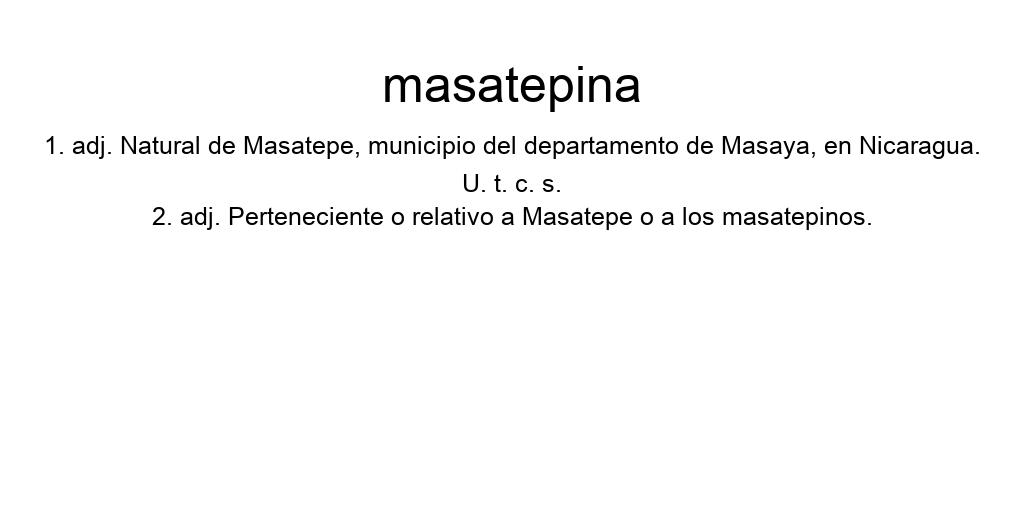 masatepina
1. adj. Natural de Masatepe, municipio del departamento de Masaya, en Nicaragua.
U. t. c. s.
2. adj. Perteneciente o relativo a Masatepe o a los masatepinos.